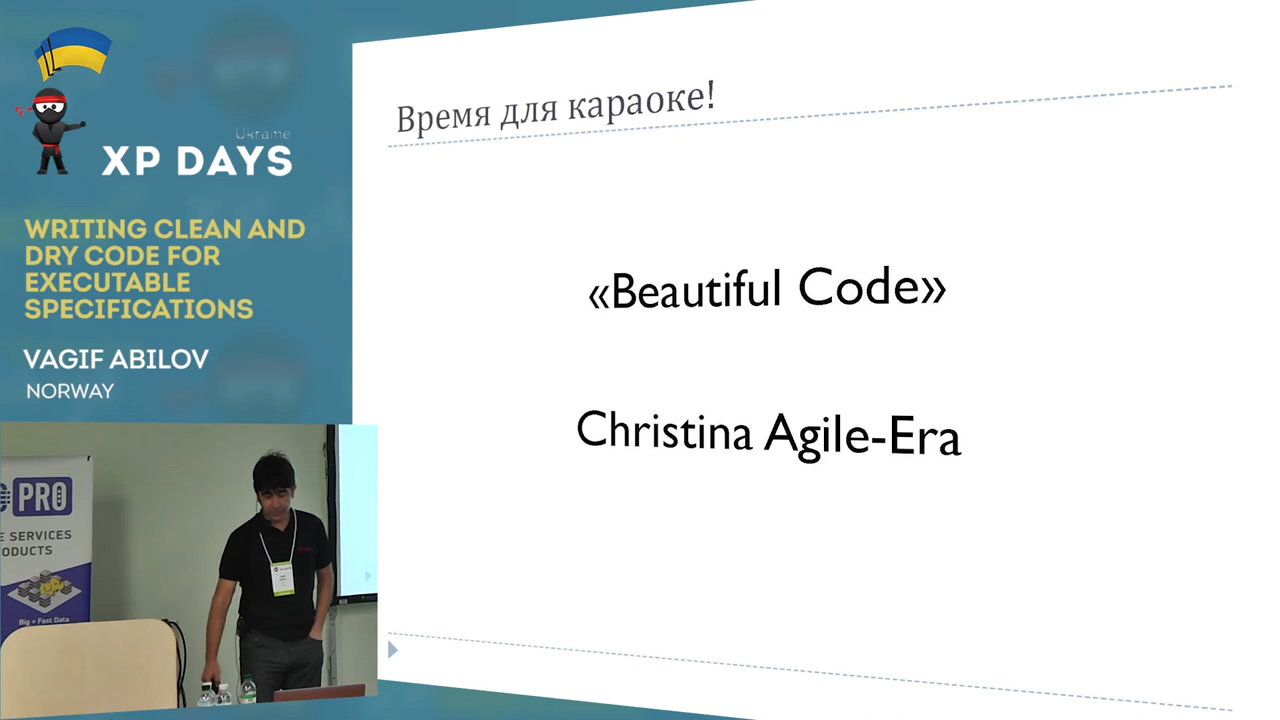 Ukraine
XP DAYS
WRITING CLEAN AND
DRY CODE FOR
EXECUTABLE
SPECIFICATIONS
VAGIF ABILOV
NORWAY
Время для караоке!
«Beautiful Code»
Christina Agile-Era
PRO
SERVICES
Big + Fast Data